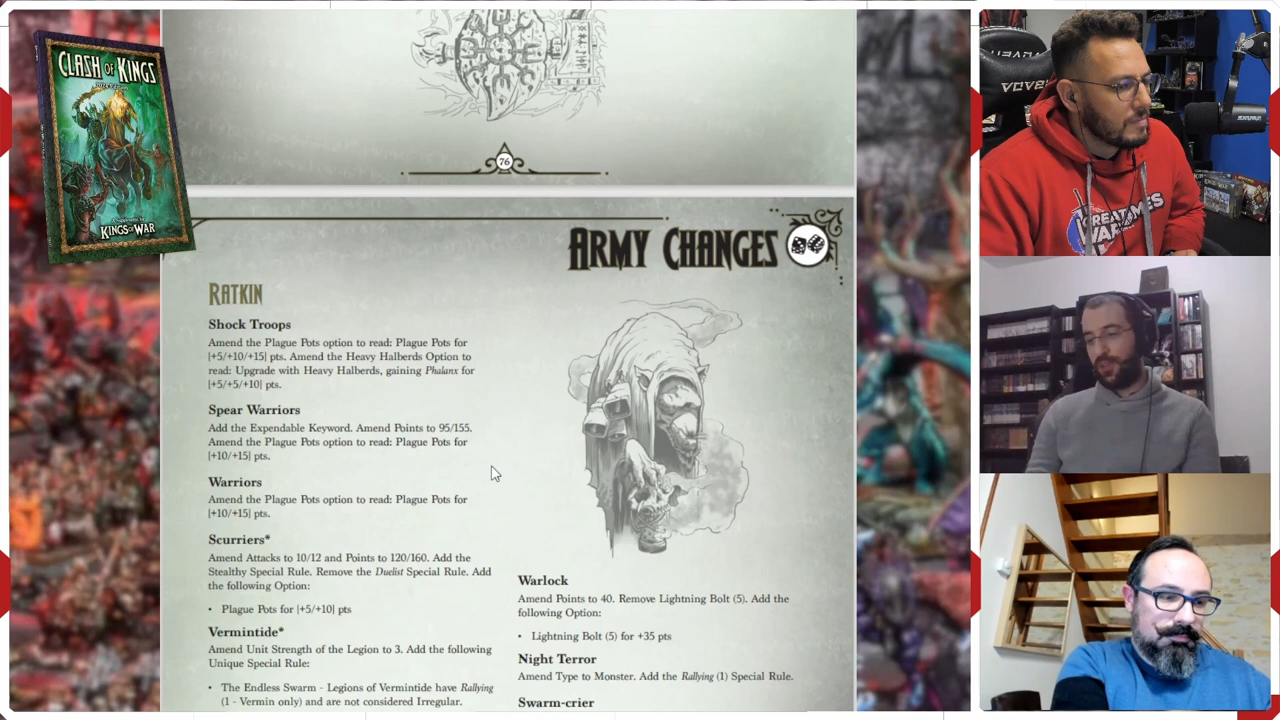 CLASH OF KINGS
KINGS OF WAR
76
ARMY CHANGES
RATKIN
Shock Troops
Amend the Plague Pots option to read: Plague Pots for
[+5/+10/+15] pts. Amend the Heavy Halberds Option to
read: Upgrade with Heavy Halberds, gaining Phalanx for
[+5/+5/+10] pts.
Spear Warriors
Add the Expendable Keyword. Amend Points to 95/155.
Amend the Plague Pots option to read: Plague Pots for
[+10/+15] pts.
Warriors
Amend the Plague Pots option to read: Plague Pots for
[+10/+15] pts.
Scurriers*
Amend Attacks to 10/12 and Points to 120/160. Add the
Stealthy Special Rule. Remove the Duelist Special Rule. Add
the following Option:
• Plague Pots for [+5/+10] pts
Vermintide*
Amend Unit Strength of the Legion to 3. Add the following
Unique Special Rule:
• The Endless Swarm - Legions of Vermintide have Rallying
(1 - Vermin only) and are not considered Irregular.
Warlock
Amend Points to 40. Remove Lightning Bolt (5). Add the
following Option:
• Lightning Bolt (5) for +35 pts
Night Terror
Amend Type to Monster. Add the Rallying (1) Special Rule.
Swarm-crier